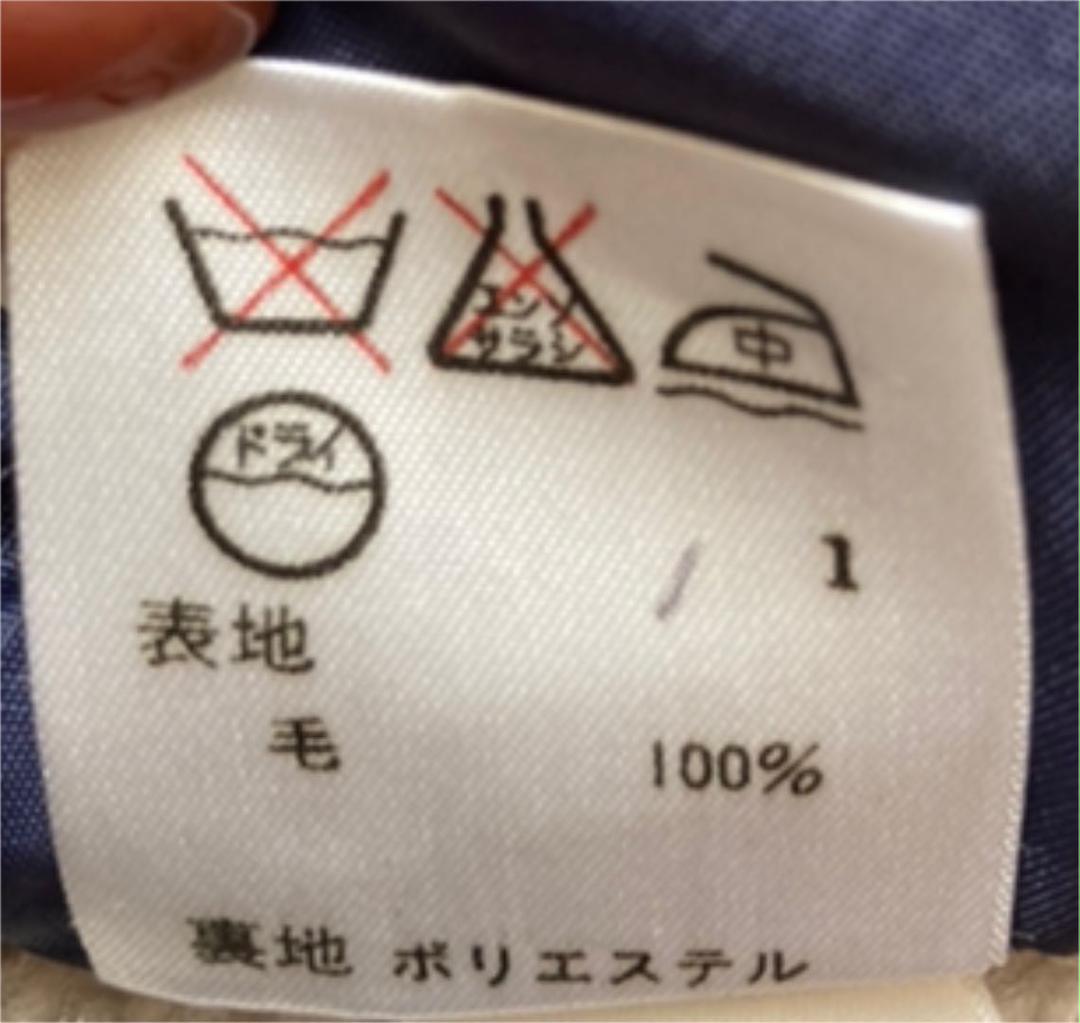 エンソ
サラシ
中
ドライ
1
表地
毛 100%
裏地 ポリエステル